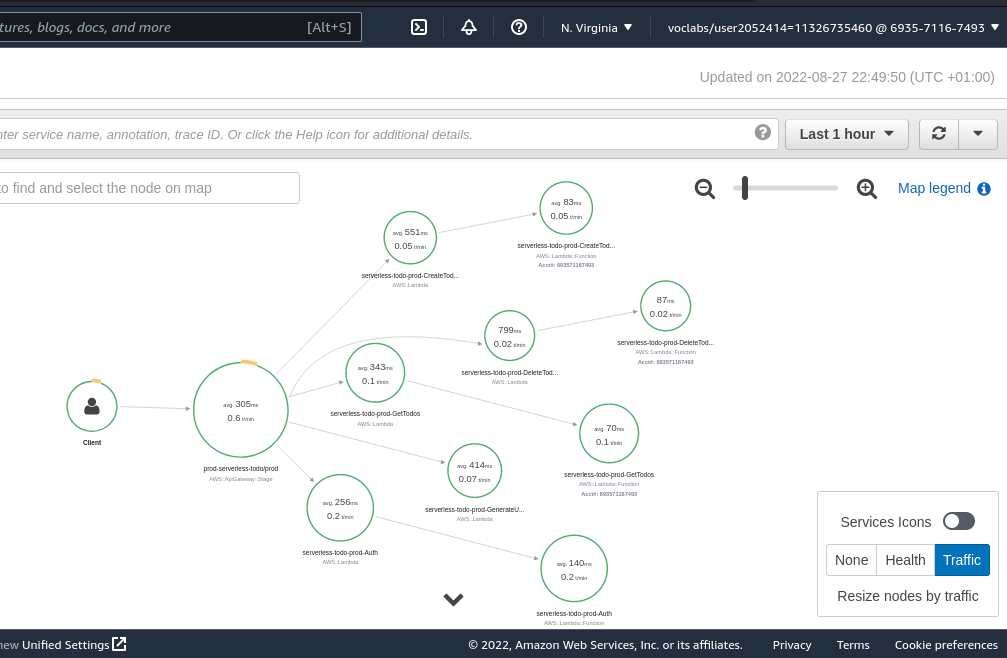 tures, blogs, docs, and more [Alt+S] N. Virginia voclabs/user2052414=11326735460 @ 6935-7116-7493
Updated on 2022-08-27 22:49:50 (UTC +01:00)
nter service name, annotation, trace ID. Or click the Help icon for additional details. Last 1 hour
to find and select the node on map
Map legend
avg. 83ms
0.05 t/min
serverless-todo-prod-CreateTod...
AWS::Lambda::Function
Acct#: 693571167493
avg. 551ms
0.05 t/min
serverless-todo-prod-CreateTod...
AWS::Lambda
87ms
0.02 t/min
serverless-todo-prod-DeleteTod...
AWS::Lambda::Function
Acct#: 693571167493
799ms
0.02 t/min
serverless-todo-prod-DeleteTod...
AWS::Lambda
avg. 343ms
0.1 t/min
serverless-todo-prod-GetTodos
AWS::Lambda
avg. 305ms
0.6 t/min
prod-serverless-todo/prod
AWS::ApiGateway::Stage
Client
avg. 70ms
0.1 t/min
serverless-todo-prod-GetTodos
AWS::Lambda::Function
Acct#: 693571167493
avg. 414ms
0.07 t/min
serverless-todo-prod-GenerateU...
AWS::Lambda
avg. 256ms
0.2 t/min
serverless-todo-prod-Auth
AWS::Lambda
avg. 140ms
0.2 t/min
serverless-todo-prod-Auth
AWS::Lambda::Function
Services Icons
None Health Traffic
Resize nodes by traffic
new Unified Settings © 2022, Amazon Web Services, Inc. or its affiliates. Privacy Terms Cookie preferences